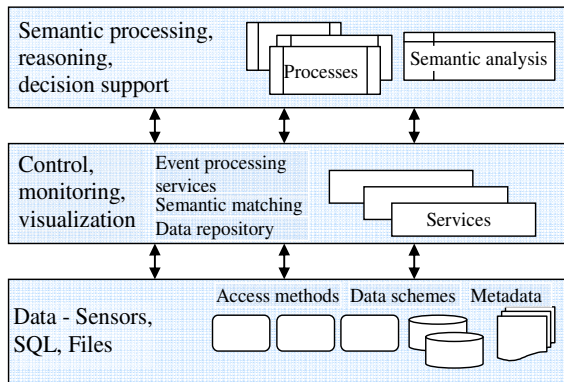 Semantic processing,
reasoning,
decision support
Processes
Semantic analysis
Control,
monitoring,
visualization
Event processing
services
Semantic matching
Data repository
Services
Data - Sensors,
SQL, Files
Access methods
Data schemes
Metadata